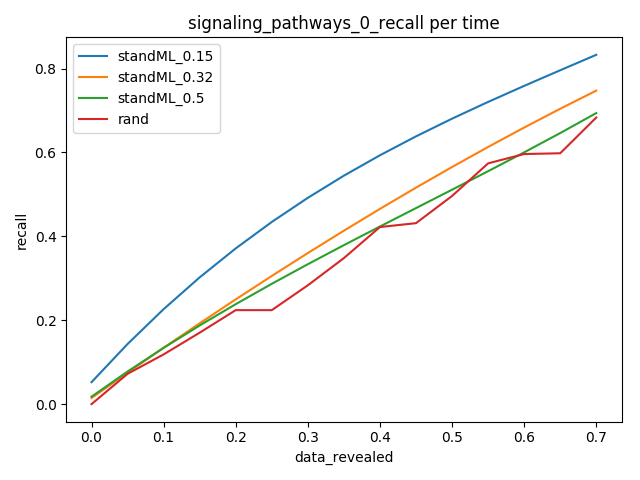 signaling_pathways_0_recall per time
standML_0.15
standML_0.32
standML_0.5
rand
recall
0.8
0.6
0.4
0.2
0.0
0.0 0.1 0.2 0.3 0.4 0.5 0.6 0.7
data_revealed